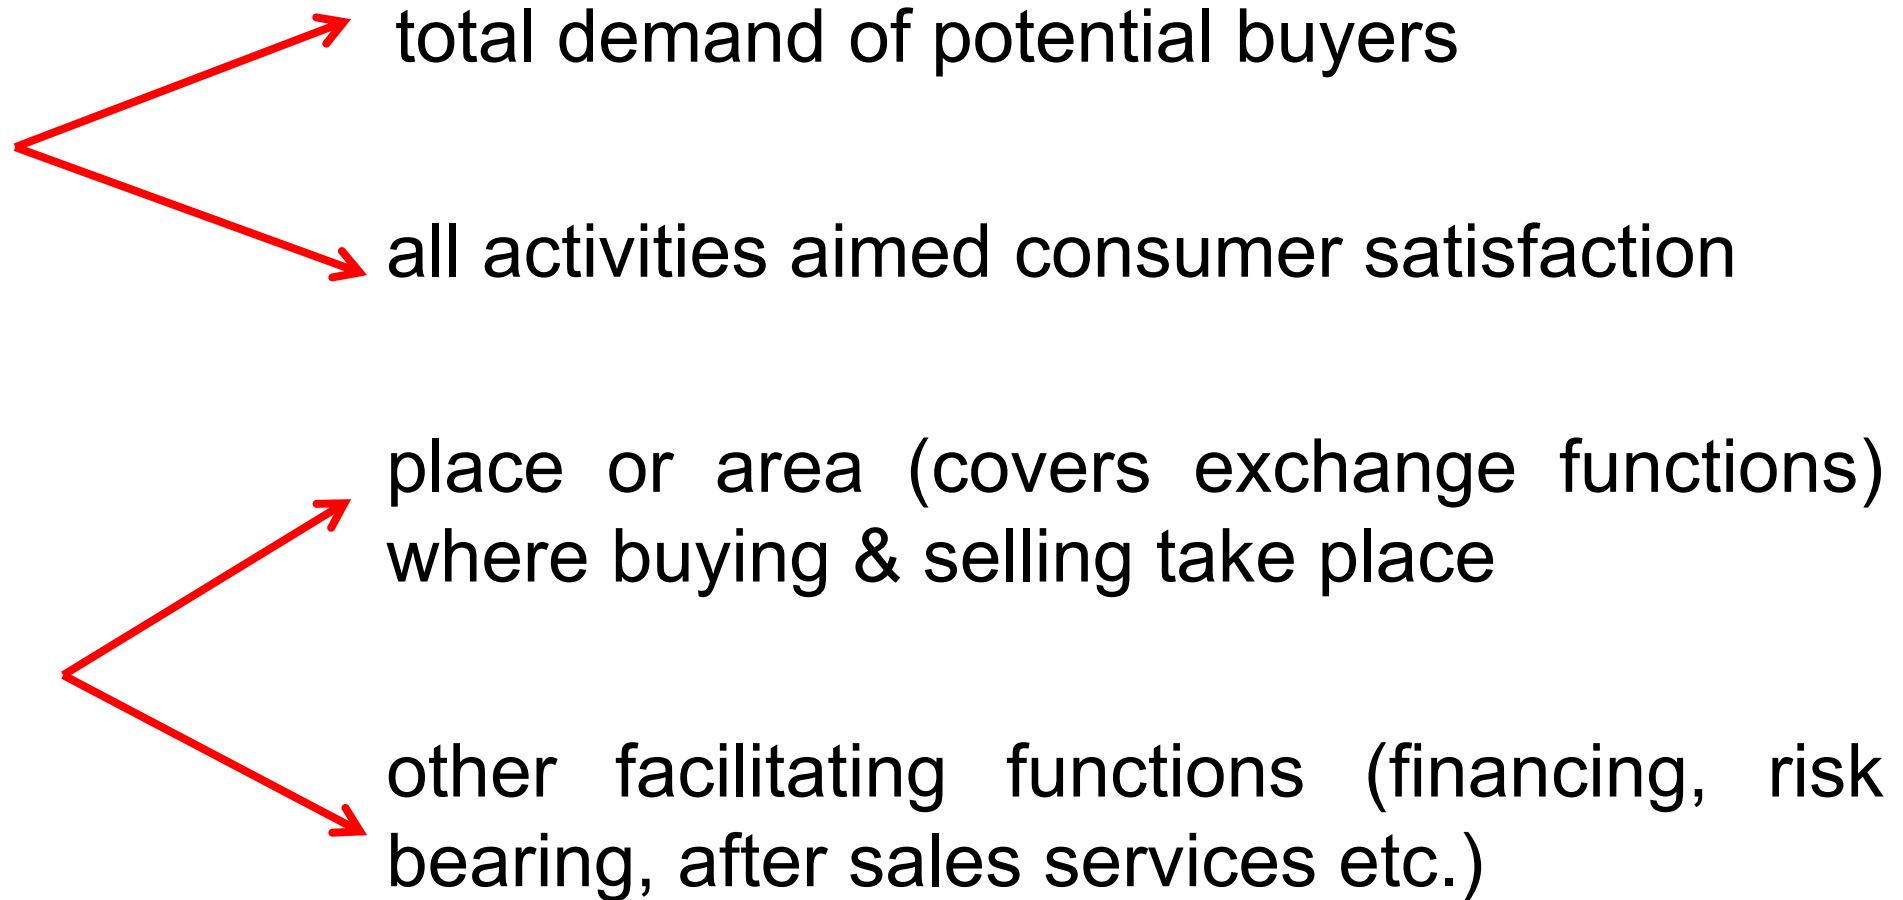 total demand of potential buyers
all activities aimed consumer satisfaction
place or area (covers exchange functions)
where buying & selling take place
other facilitating functions (financing, risk
bearing, after sales services etc.)